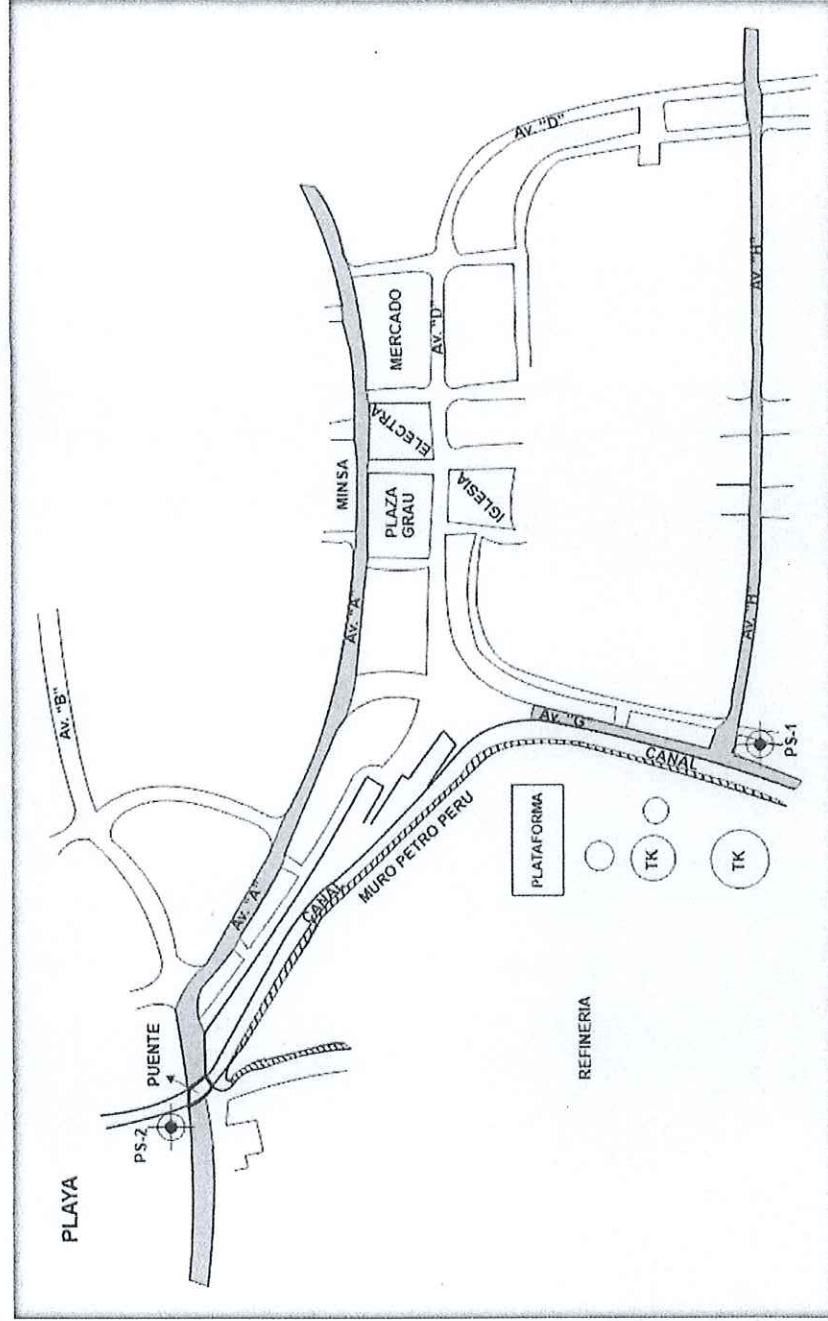 PLAYA
PS-2
PUENTE
Av. "B"
Av. "A"
Av. "A"
MINSA
CANAL
MURO PETRO PERU
PLAZA
GRAU
ELECTRA
MERCADO
Av. "D"
Av. "D"
IGLESIA
REFINERIA
PLATAFORMA
TK
TK
Av. "G"
CANAL
PS-1
Av. "H"
Av. "H"